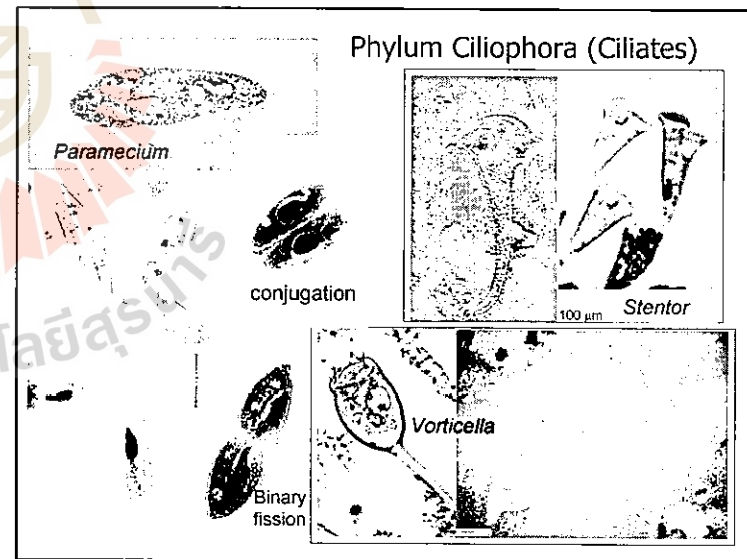 Phylum Ciliophora (Ciliates)
Paramecium
conjugation
100 µm
Stentor
Vorticella
Binary
fission